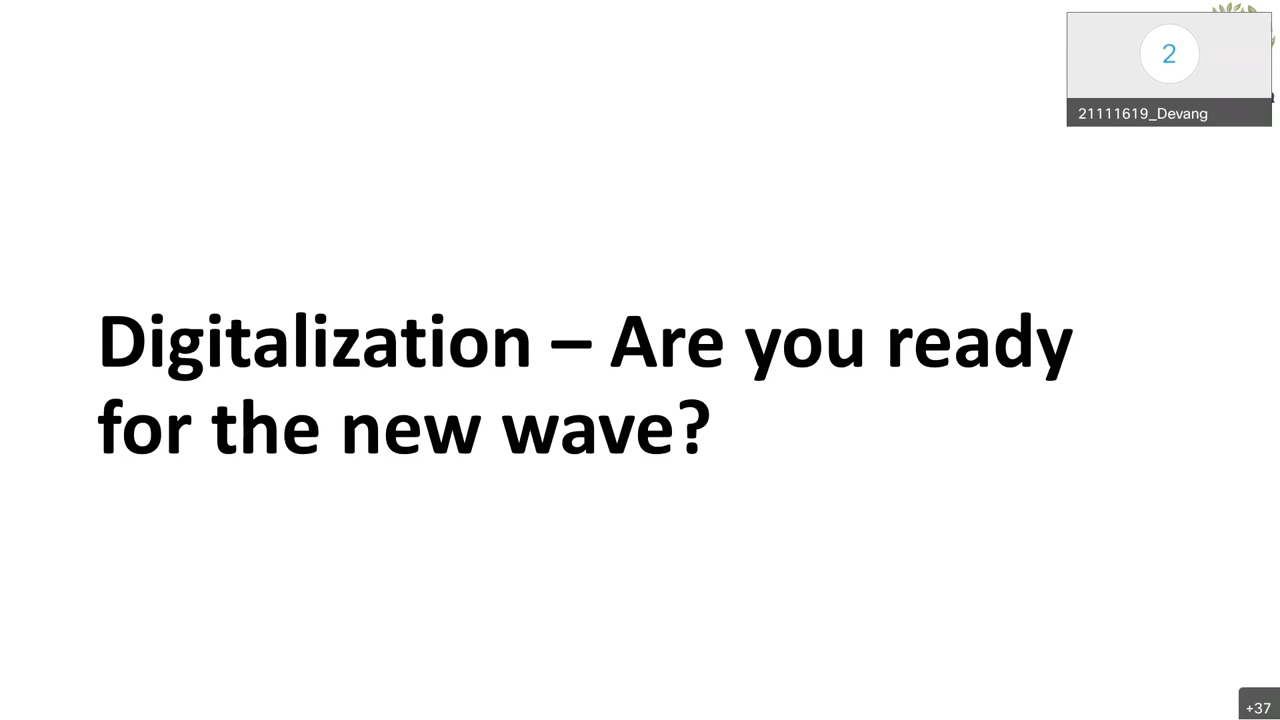 2
21111619_Devang
Digitalization – Are you ready
for the new wave?
+37